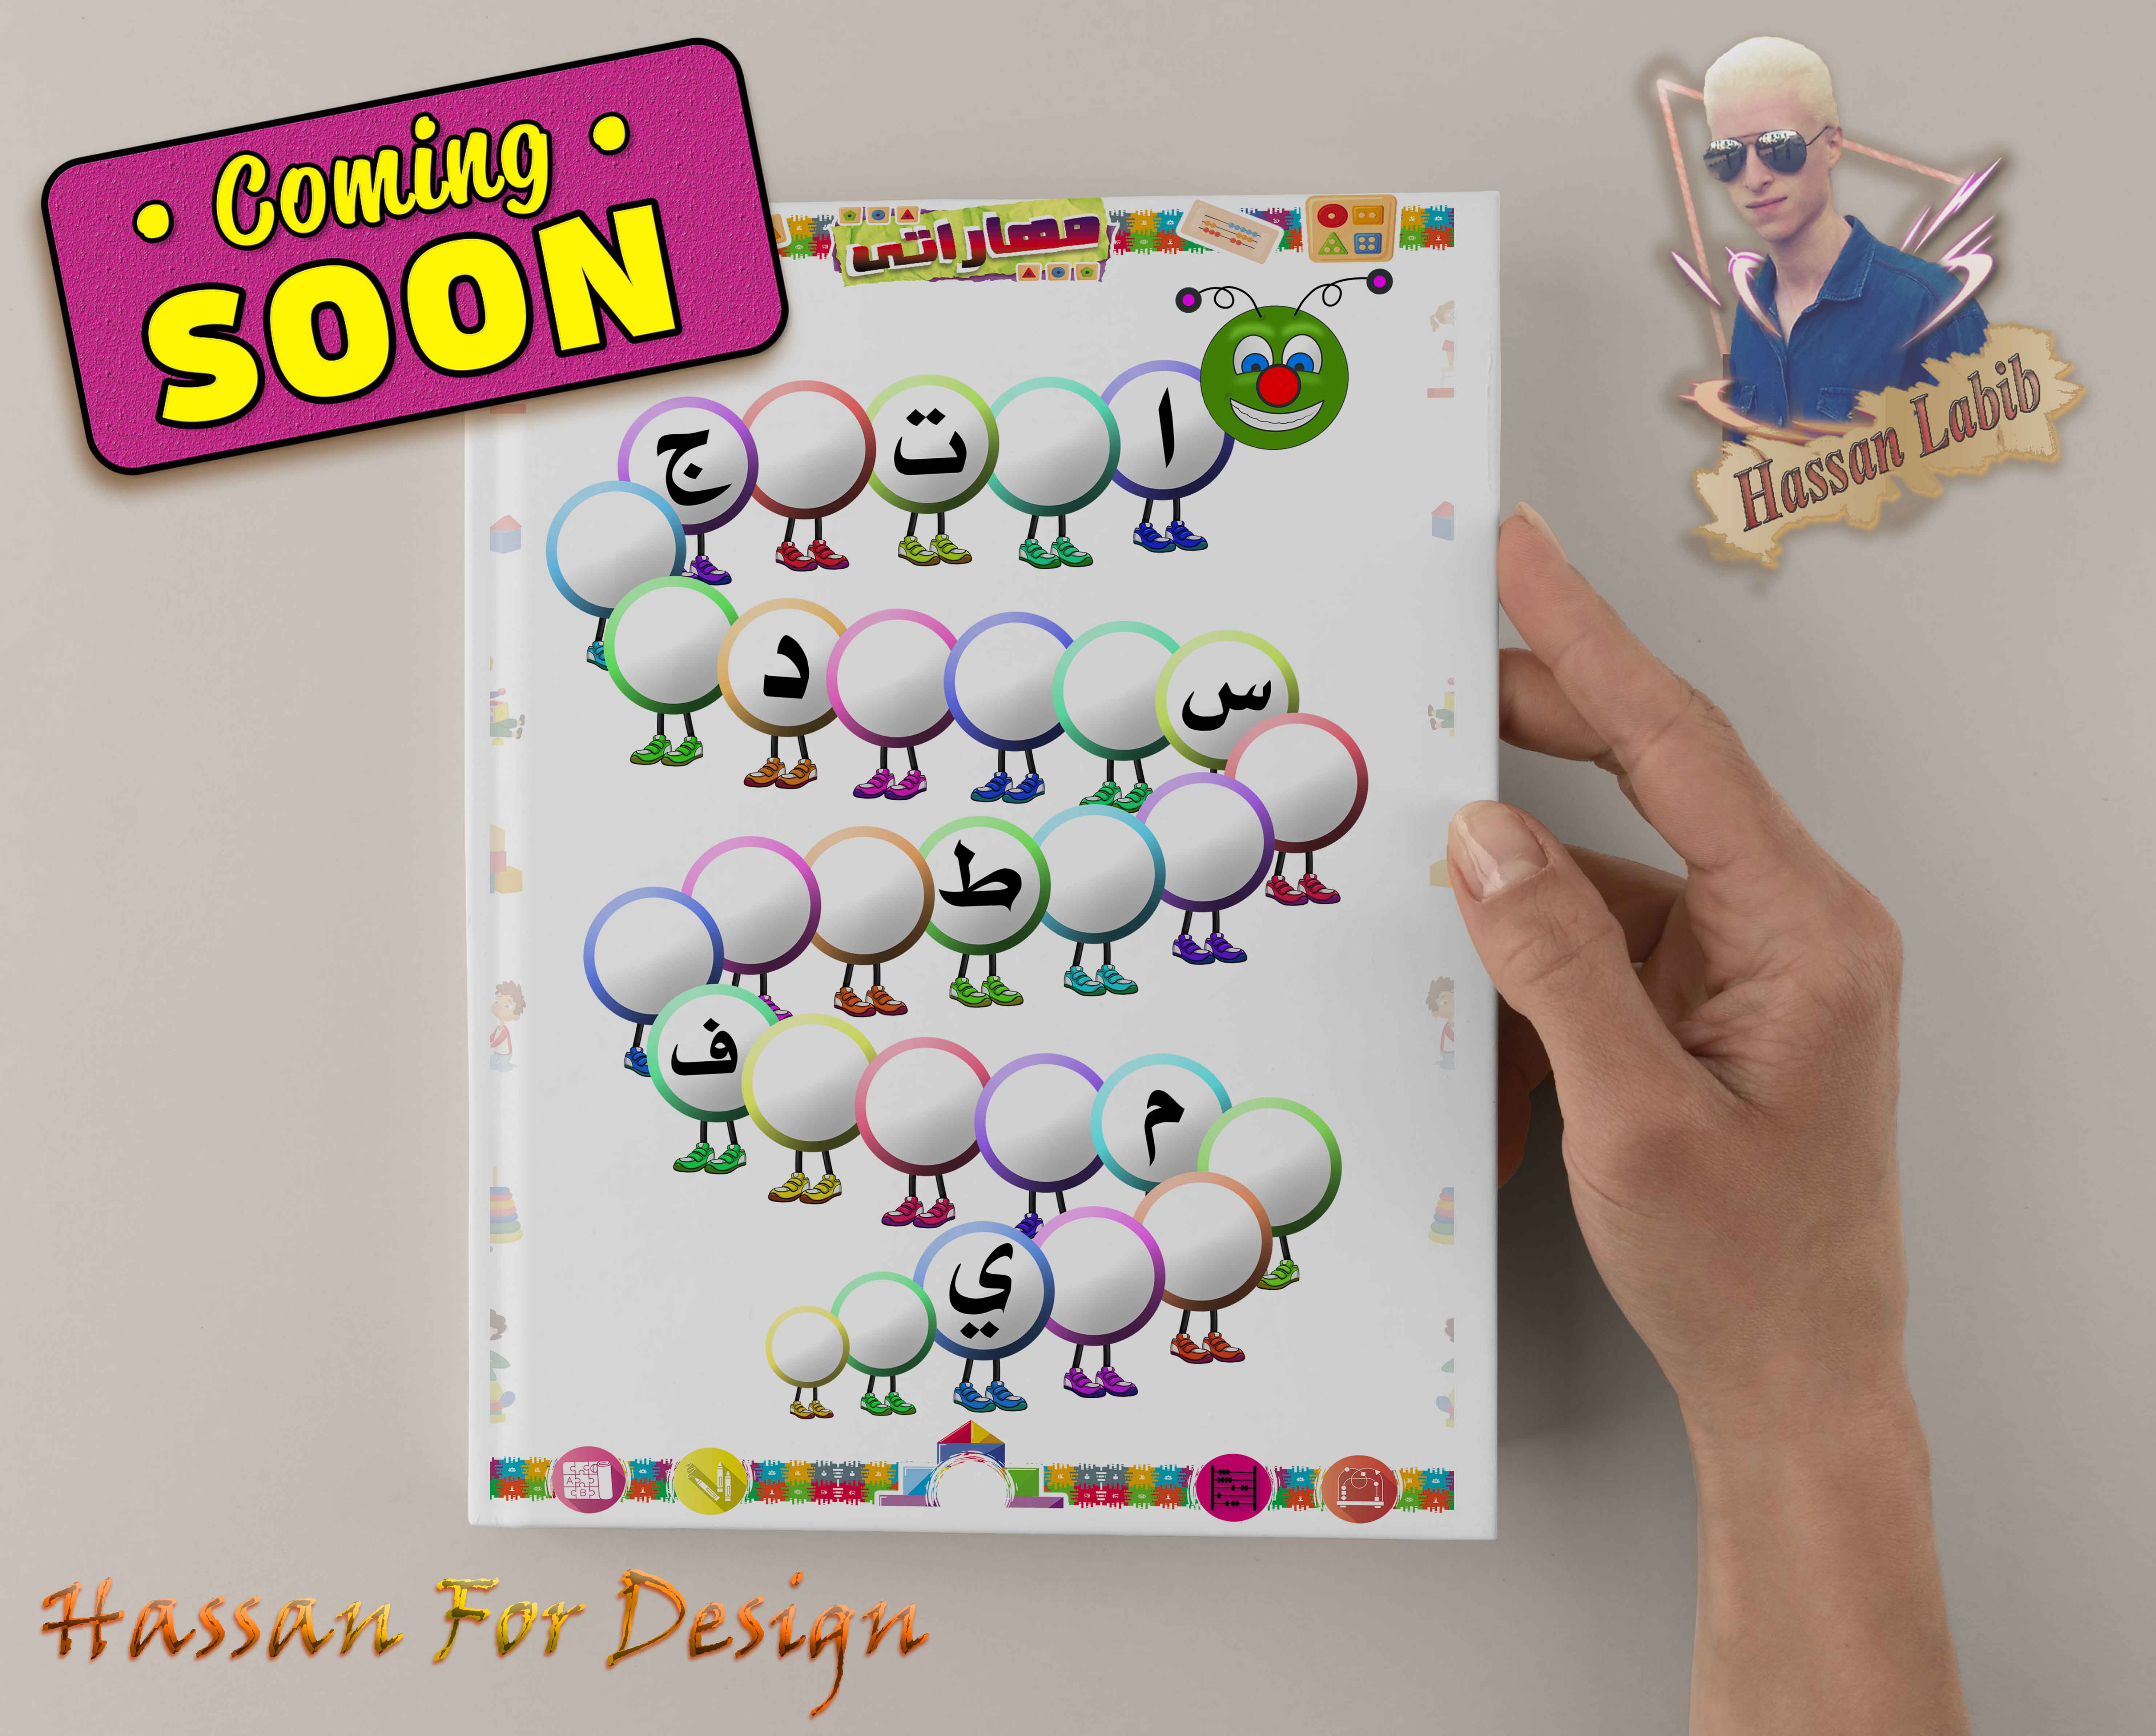 Coming
SOON
مهاراتى
Hassan Labib
ا
ت
ج
د
س
ط
ف
م
ي
A
B
Hassan For Design